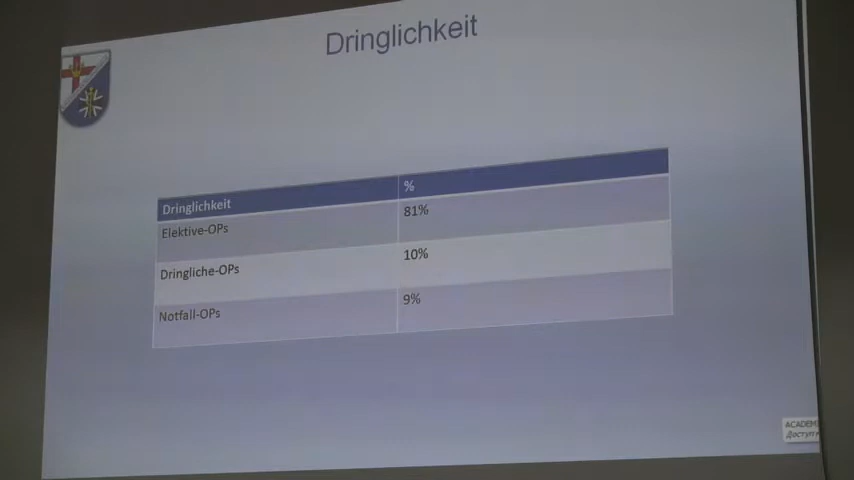 Dringlichkeit
Dringlichkeit %
Elektive-OPs 81%
Dringliche-OPs 10%
Notfall-OPs 9%